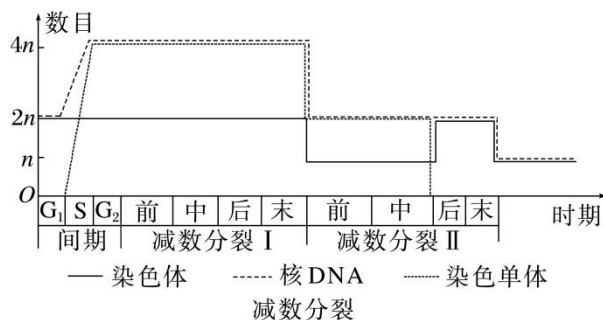 数目
4n
2n
n
O
G₁ S G₂ 前 中 后 末 前 中 后 末 时期
间期 减数分裂Ⅰ 减数分裂Ⅱ
染色体 核DNA 染色单体
减数分裂